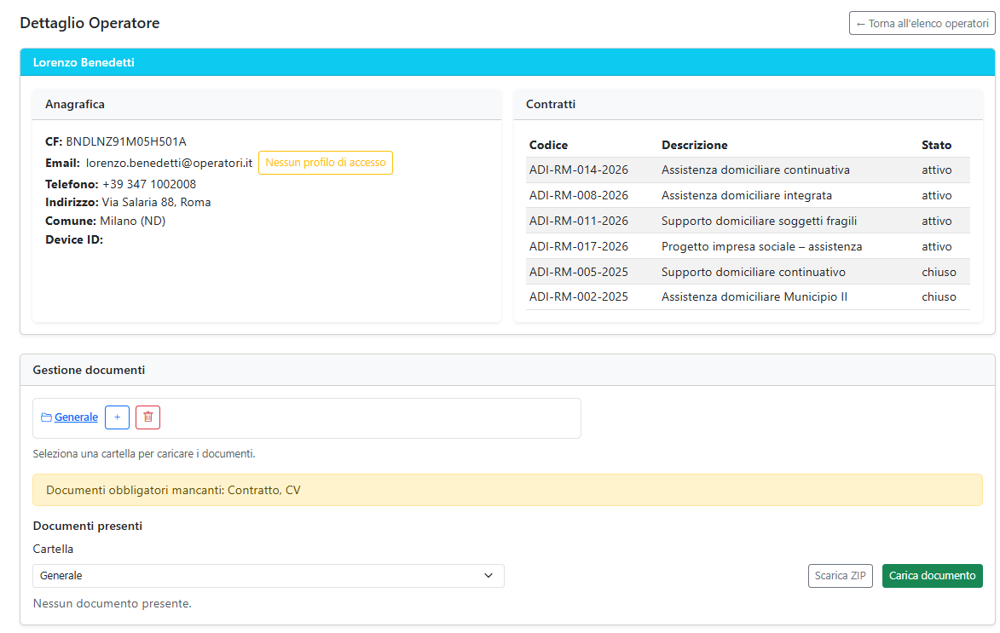 Dettaglio Operatore
← Torna all'elenco operatori
Lorenzo Benedetti
Anagrafica
CF: BNDLNZ91M05H501A
Email: lorenzo.benedetti@operatori.it Nessun profilo di accesso
Telefono: +39 347 1002008
Indirizzo: Via Salaria 88, Roma
Comune: Milano (ND)
Device ID:
Contratti
Codice Descrizione Stato
ADI-RM-014-2026 Assistenza domiciliare continuativa attivo
ADI-RM-008-2026 Assistenza domiciliare integrata attivo
ADI-RM-011-2026 Supporto domiciliare soggetti fragili attivo
ADI-RM-017-2026 Progetto impresa sociale – assistenza attivo
ADI-RM-005-2025 Supporto domiciliare continuativo chiuso
ADI-RM-002-2025 Assistenza domiciliare Municipio II chiuso
Gestione documenti
Generale +
Seleziona una cartella per caricare i documenti.
Documenti obbligatori mancanti: Contratto, CV
Documenti presenti
Cartella
Generale
Scarica ZIP Carica documento
Nessun documento presente.